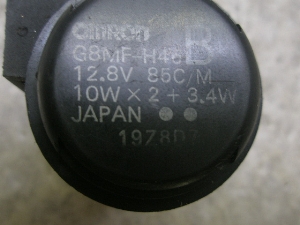 omron
G8MF-H46 B
12.8V 85C/M
10W × 2 + 3.4W
JAPAN ●●